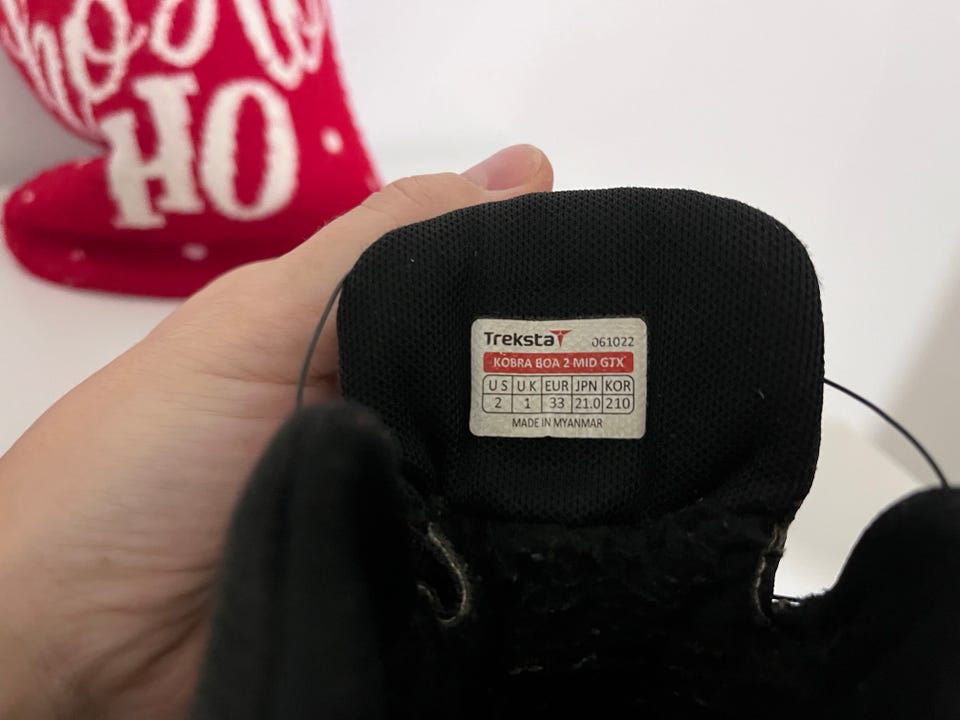 HO
Treksta
061022
KOBRA BOA 2 MID GTX
US UK EUR JPN KOR
2 1 33 21.0 210
MADE IN MYANMAR